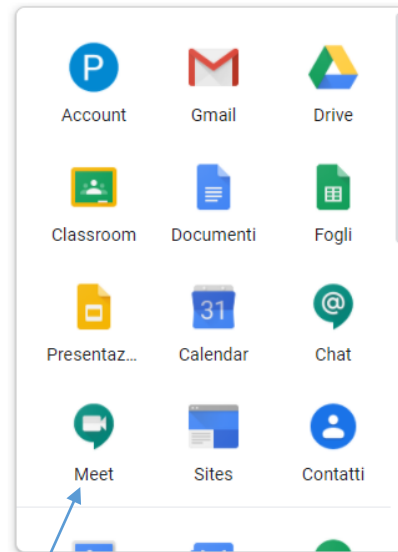 P
Account Gmail Drive
Classroom Documenti Fogli
31 @
Presentaz... Calendar Chat
Meet Sites Contatti